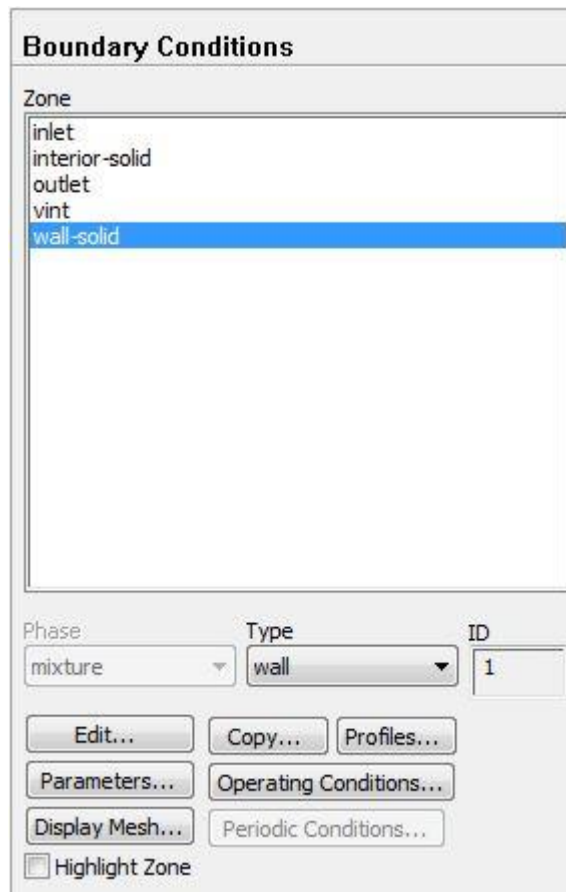 Boundary Conditions
Zone
inlet
interior-solid
outlet
vint
wall-solid
Phase Type ID
mixture wall 1
Edit... Copy... Profiles...
Parameters... Operating Conditions...
Display Mesh... Periodic Conditions...
Highlight Zone